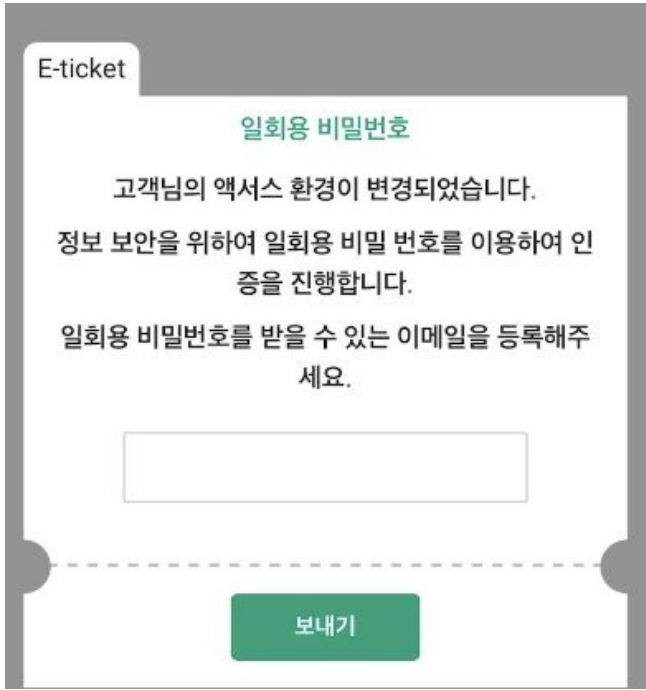 E-ticket
일회용 비밀번호
고객님의 액서스 환경이 변경되었습니다.
정보 보안을 위하여 일회용 비밀 번호를 이용하여 인
증을 진행합니다.
일회용 비밀번호를 받을 수 있는 이메일을 등록해주
세요.
보내기